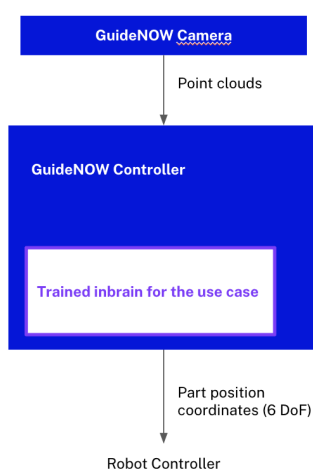 GuideNOW Camera
Point clouds
GuideNOW Controller
Trained inbrain for the use case
Part position
coordinates (6 DoF)
Robot Controller